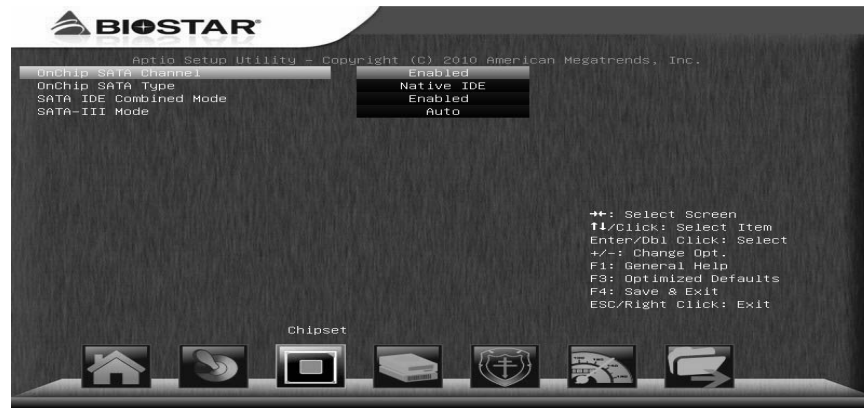 BIOSTAR
Aptio Setup Utility - Copyright (C) 2010 American Megatrends, Inc.
OnChip SATA Channel Enabled
OnChip SATA Type Native IDE
SATA IDE Combined Mode Enabled
SATA-III Mode Auto
→←: Select Screen
↑↓/Click: Select Item
Enter/Dbl Click: Select
+/-: Change Opt.
F1: General Help
F3: Optimized Defaults
F4: Save & Exit
ESC/Right Click: Exit
Chipset